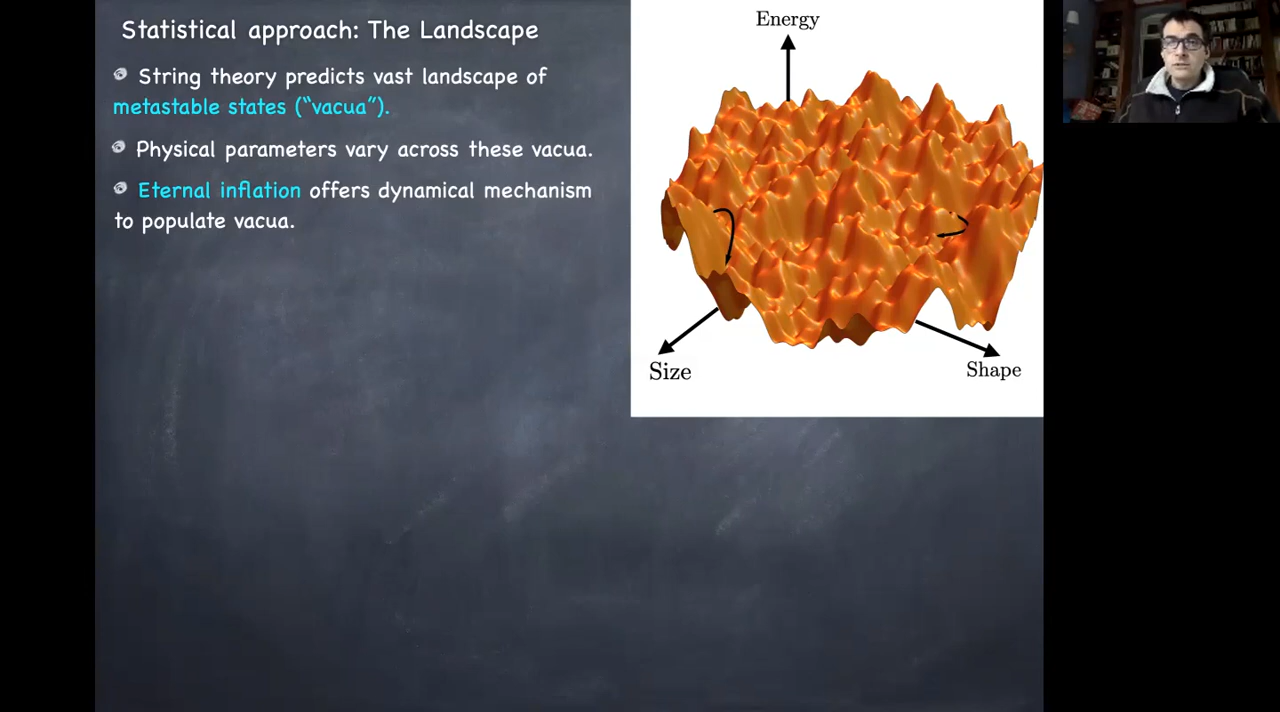 Statistical approach: The Landscape
String theory predicts vast landscape of
metastable states (“vacua”).
Physical parameters vary across these vacua.
Eternal inflation offers dynamical mechanism
to populate vacua.
Energy
Size
Shape